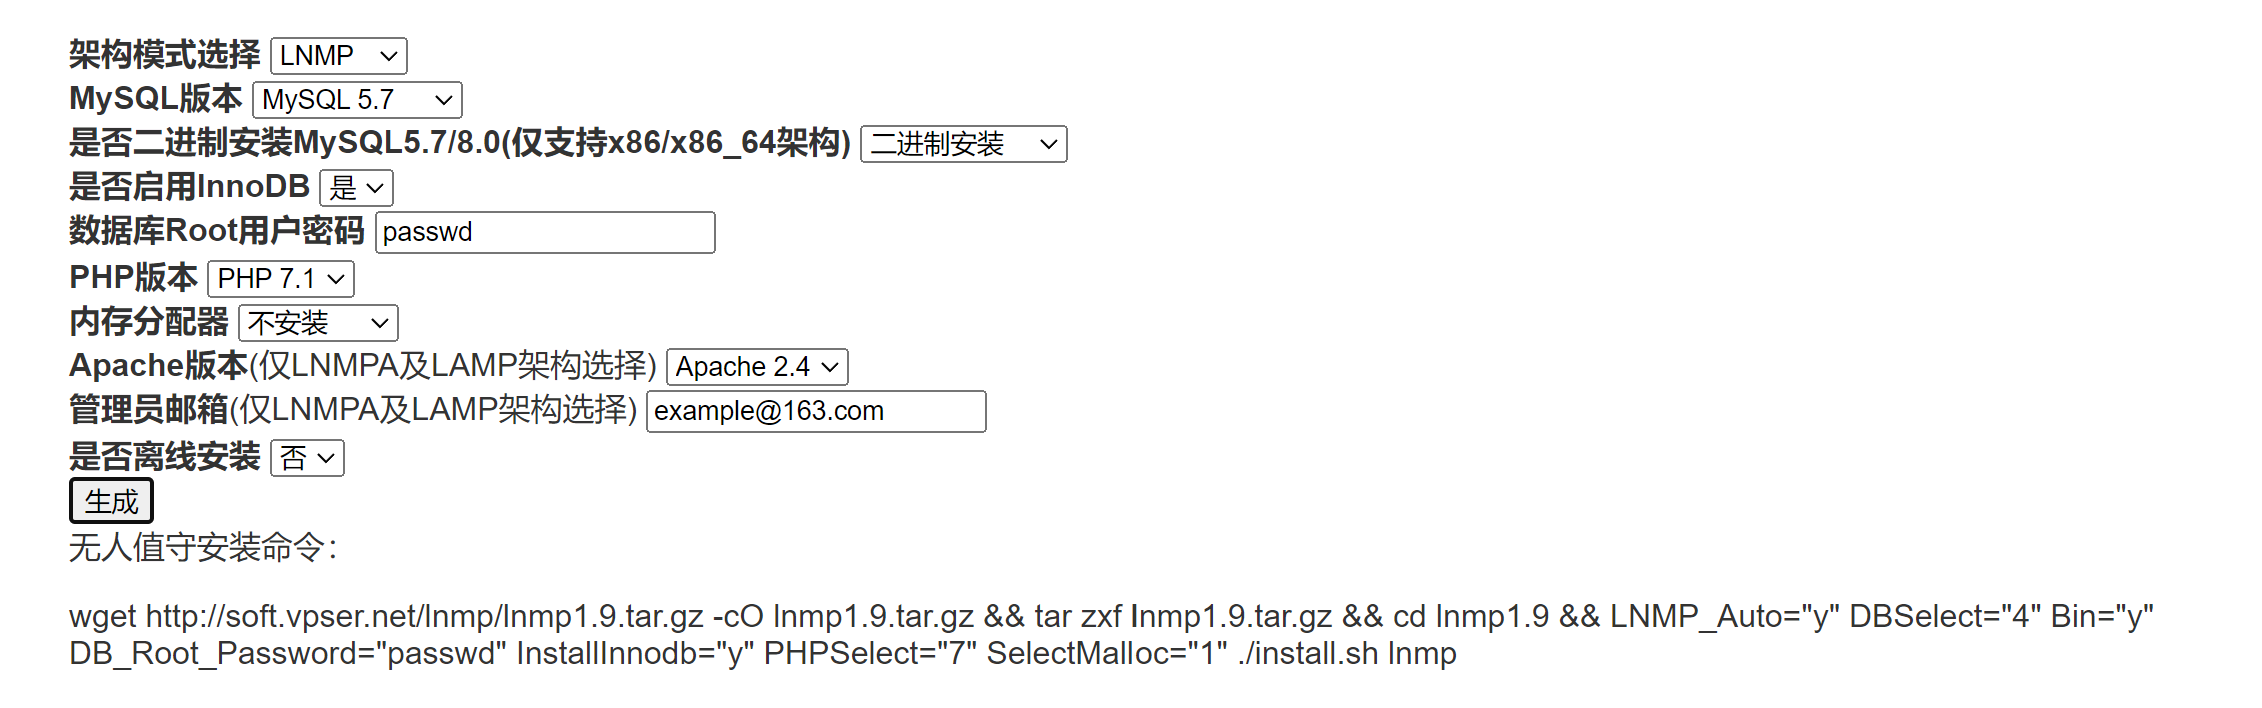 架构模式选择 LNMP
MySQL版本 MySQL 5.7
是否二进制安装MySQL5.7/8.0(仅支持x86/x86_64架构) 二进制安装
是否启用InnoDB 是
数据库Root用户密码 passwd
PHP版本 PHP 7.1
内存分配器 不安装
Apache版本(仅LNMPA及LAMP架构选择) Apache 2.4
管理员邮箱(仅LNMPA及LAMP架构选择) example@163.com
是否离线安装 否
生成
无人值守安装命令：
wget http://soft.vpser.net/lnmp/lnmp1.9.tar.gz -cO lnmp1.9.tar.gz && tar zxf lnmp1.9.tar.gz && cd lnmp1.9 && LNMP_Auto="y" DBSelect="4" Bin="y"
DB_Root_Password="passwd" InstallInnodb="y" PHPSelect="7" SelectMalloc="1" ./install.sh lnmp